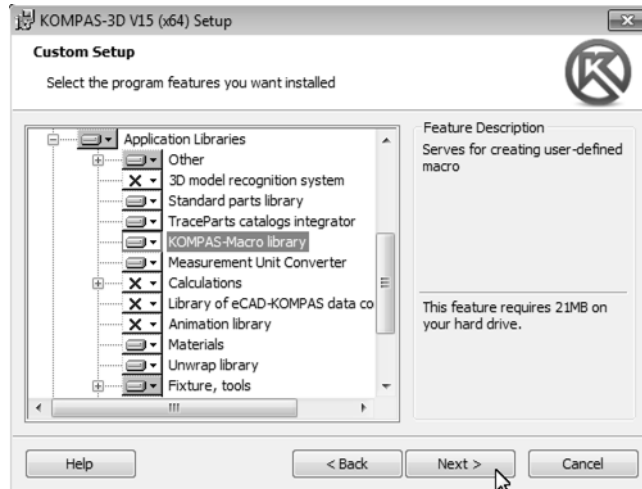 KOMPAS-3D V15 (x64) Setup
Custom Setup
Select the program features you want installed
Application Libraries
Other
3D model recognition system
Standard parts library
TraceParts catalogs integrator
KOMPAS-Macro library
Measurement Unit Converter
Calculations
Library of eCAD-KOMPAS data co
Animation library
Materials
Unwrap library
Fixture, tools
Feature Description
Serves for creating user-defined
macro
This feature requires 21MB on
your hard drive.
Help
< Back
Next >
Cancel